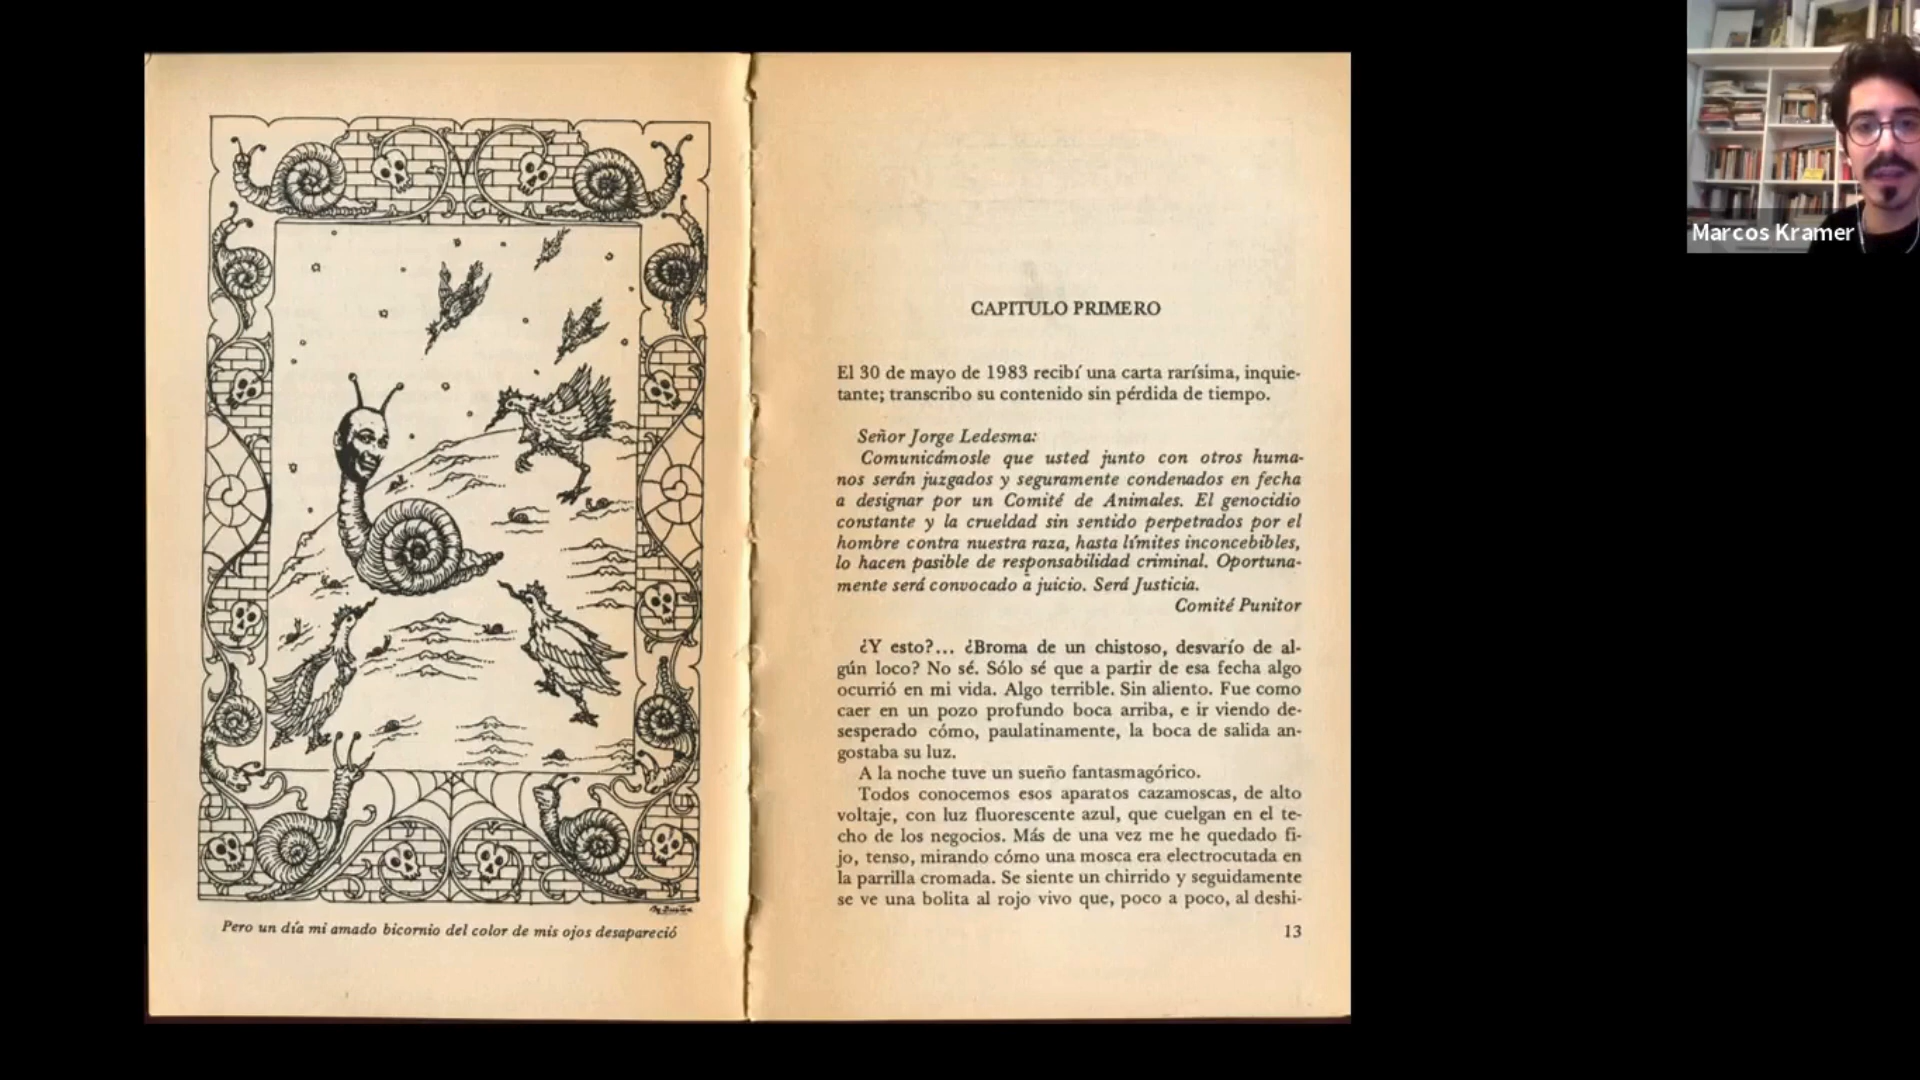 Pero un día mi amado bicornio del color de mis ojos desapareció
CAPITULO PRIMERO
El 30 de mayo de 1983 recibí una carta rarísima, inquie-
tante; transcribo su contenido sin pérdida de tiempo.
Señor Jorge Ledesma:
Comunicámosle que usted junto con otros huma-
nos serán juzgados y seguramente condenados en fecha
a designar por un Comité de Animales. El genocidio
constante y la crueldad sin sentido perpetrados por el
hombre contra nuestra raza, hasta límites inconcebibles,
lo hacen pasible de responsabilidad criminal. Oportuna-
mente será convocado a juicio. Será Justicia.
Comité Punitor
¿Y esto?... ¿Broma de un chistoso, desvarío de al-
gún loco? No sé. Sólo sé que a partir de esa fecha algo
ocurrió en mi vida. Algo terrible. Sin aliento. Fue como
caer en un pozo profundo boca arriba, e ir viendo de-
sesperado cómo, paulatinamente, la boca de salida an-
gostaba su luz.
A la noche tuve un sueño fantasmagórico.
Todos conocemos esos aparatos cazamoscas, de alto
voltaje, con luz fluorescente azul, que cuelgan en el te-
cho de los negocios. Más de una vez me he quedado fi-
jo, tenso, mirando cómo una mosca era electrocutada en
la parrilla cromada. Se siente un chirrido y seguidamente
se ve una bolita al rojo vivo que, poco a poco, al deshi-
13
Marcos Kramer